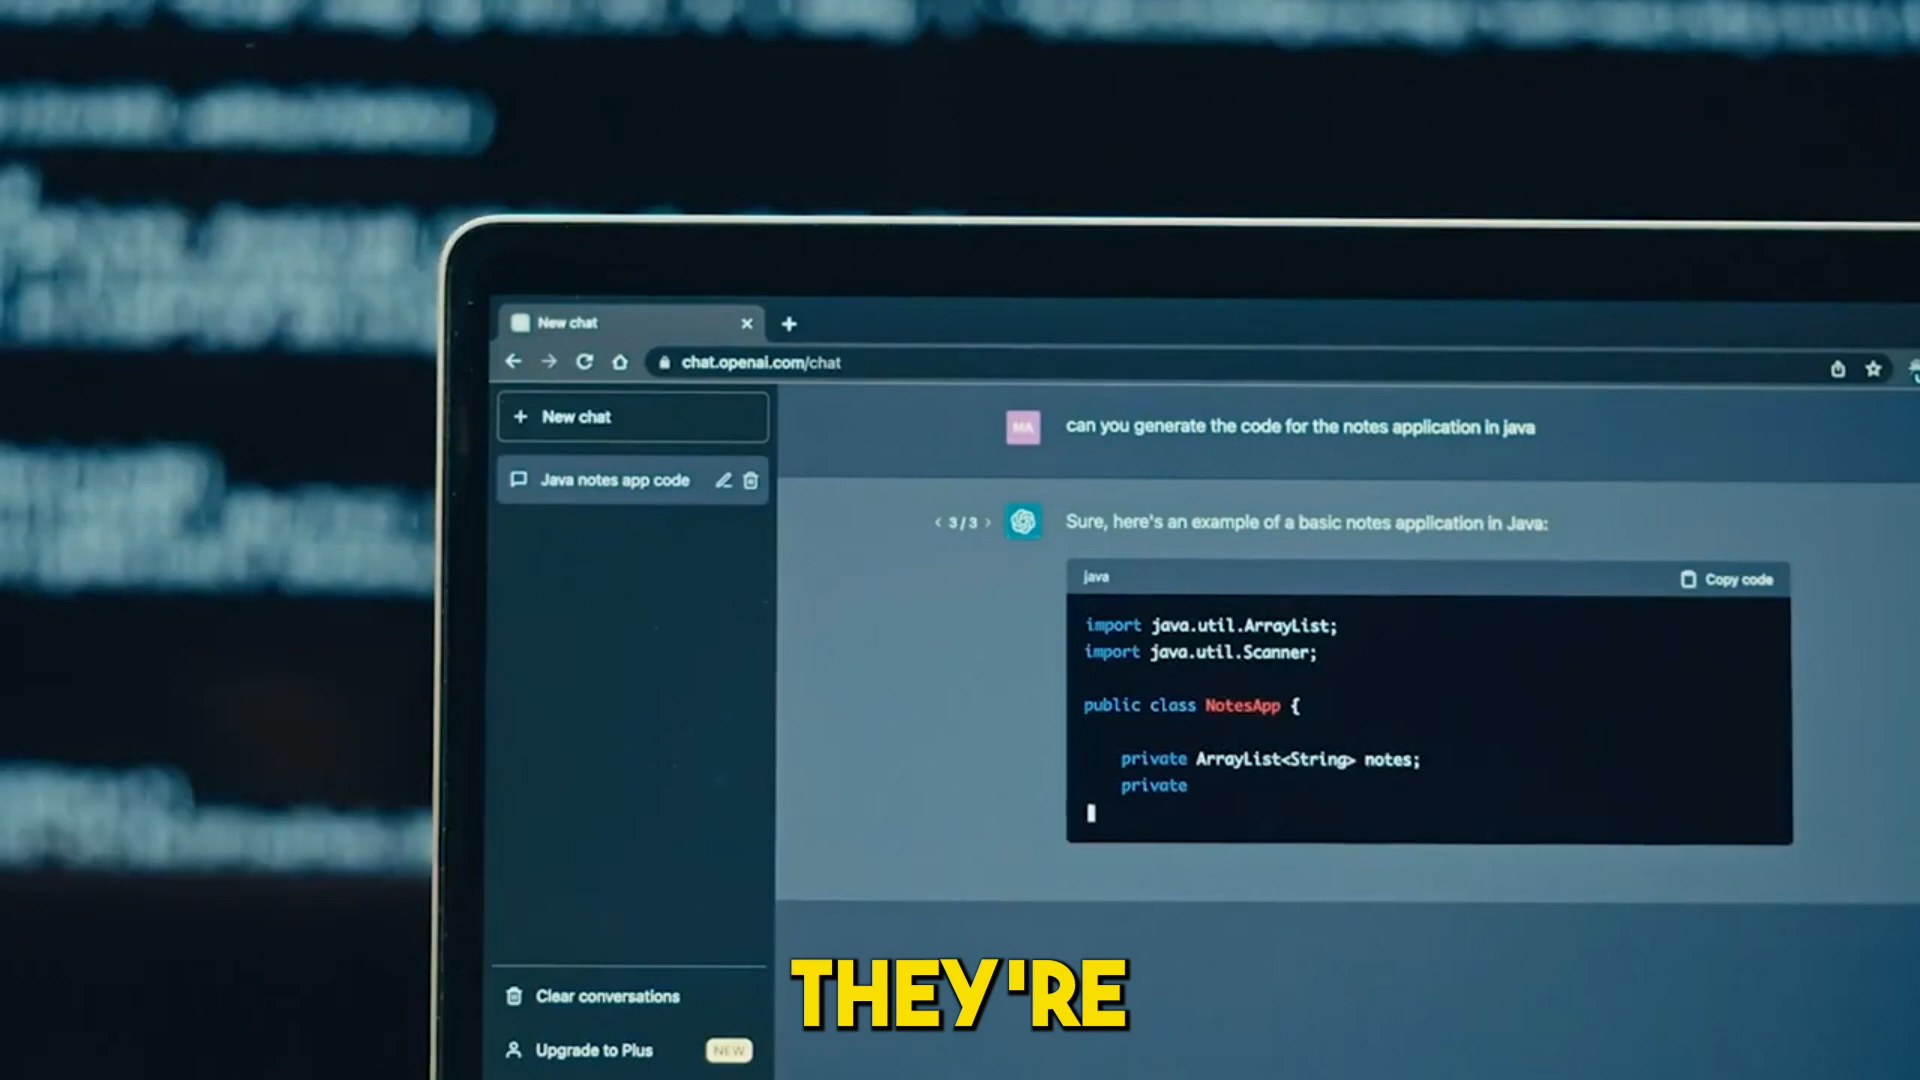 New chat
chat.openai.com/chat
New chat
can you generate the code for the notes application in java
MA
Java notes app code
3/3
Sure, here's an example of a basic notes application in Java:
java
Copy code
import java.util.ArrayList;
import java.util.Scanner;
public class NotesApp {
private ArrayList<String> notes;
private
Clear conversations
Upgrade to Plus
NEW
THEY'RE